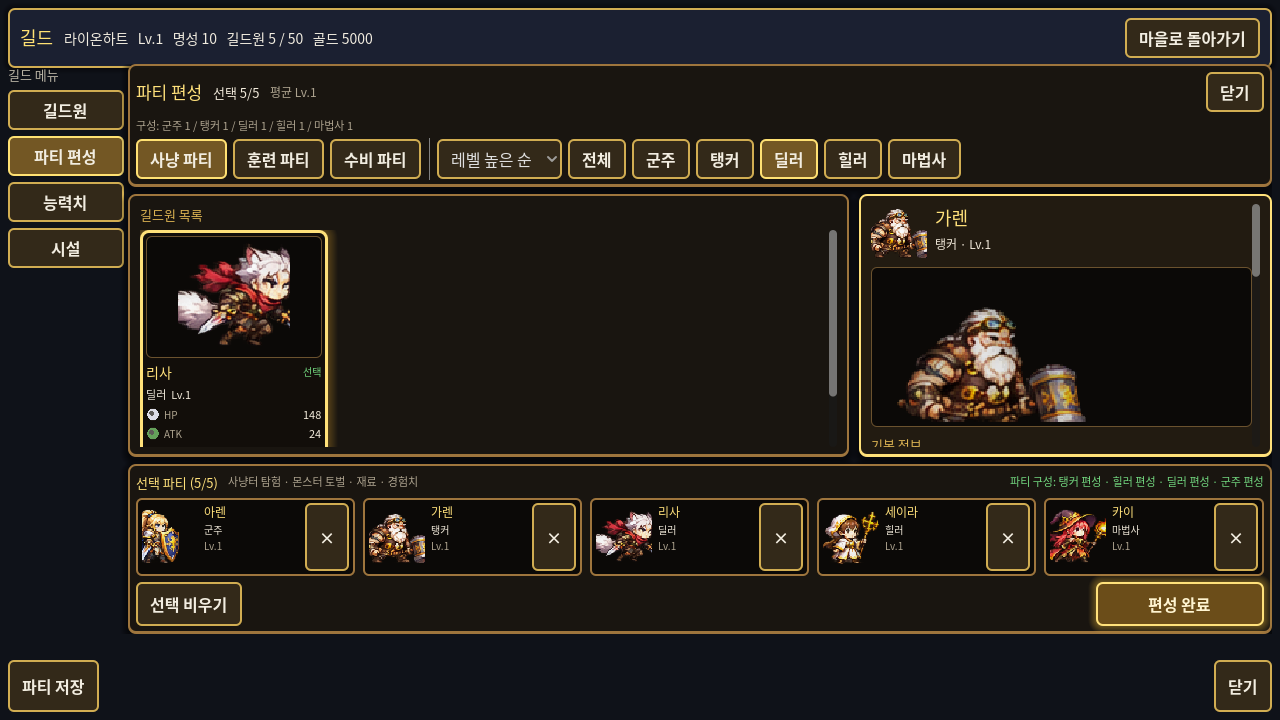 길드 라이온하트 Lv.1 명성 10 길드원 5 / 50 골드 5000 마을로 돌아가기
길드 메뉴
길드원
파티 편성
능력치
시설
파티 편성 선택 5/5 평균 Lv.1 닫기
구성: 군주 1 / 탱커 1 / 딜러 1 / 힐러 1 / 마법사 1
사냥 파티 훈련 파티 수비 파티 레벨 높은 순 전체 군주 탱커 딜러 힐러 마법사
길드원 목록
리사 선택
딜러 Lv.1
HP 148
ATK 24
가렌
탱커 · Lv.1
기본 정보
선택 파티 (5/5) 사냥터 탐험 · 몬스터 토벌 · 재료 · 경험치 파티 구성: 탱커 편성 · 힐러 편성 · 딜러 편성 · 군주 편성
아렌
군주
Lv.1
×
가렌
탱커
Lv.1
×
리사
딜러
Lv.1
×
세이라
힐러
Lv.1
×
카이
마법사
Lv.1
×
선택 비우기 편성 완료
파티 저장 닫기